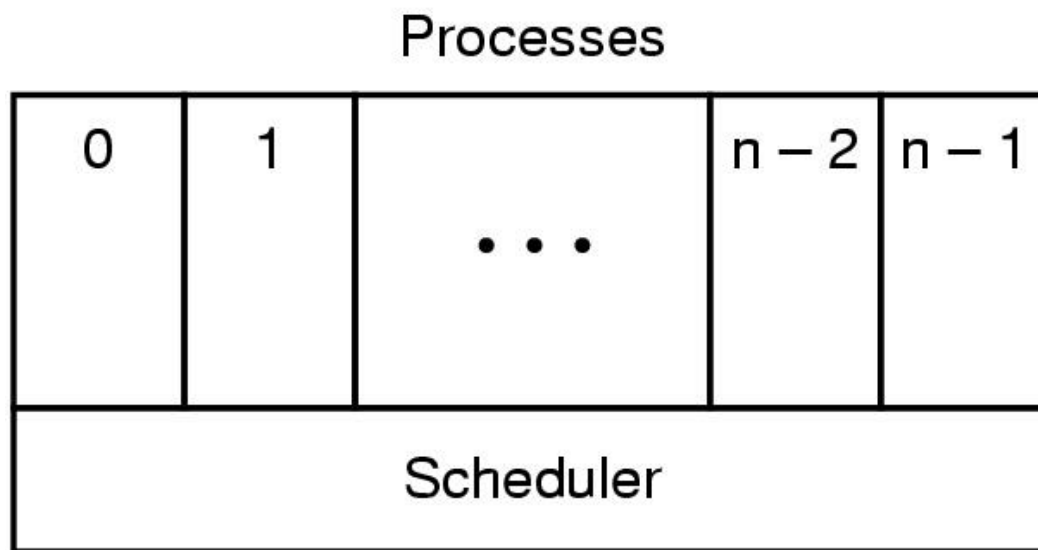 Processes
0 1 • • • n – 2 n – 1
Scheduler